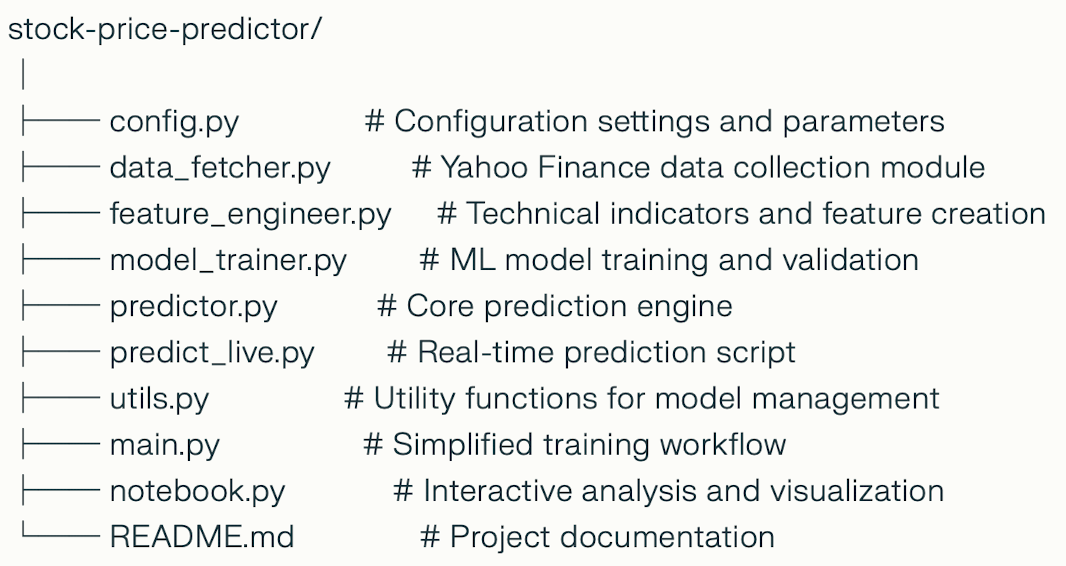 stock-price-predictor/
│
├── config.py # Configuration settings and parameters
├── data_fetcher.py # Yahoo Finance data collection module
├── feature_engineer.py # Technical indicators and feature creation
├── model_trainer.py # ML model training and validation
├── predictor.py # Core prediction engine
├── predict_live.py # Real-time prediction script
├── utils.py # Utility functions for model management
├── main.py # Simplified training workflow
├── notebook.py # Interactive analysis and visualization
└── README.md # Project documentation